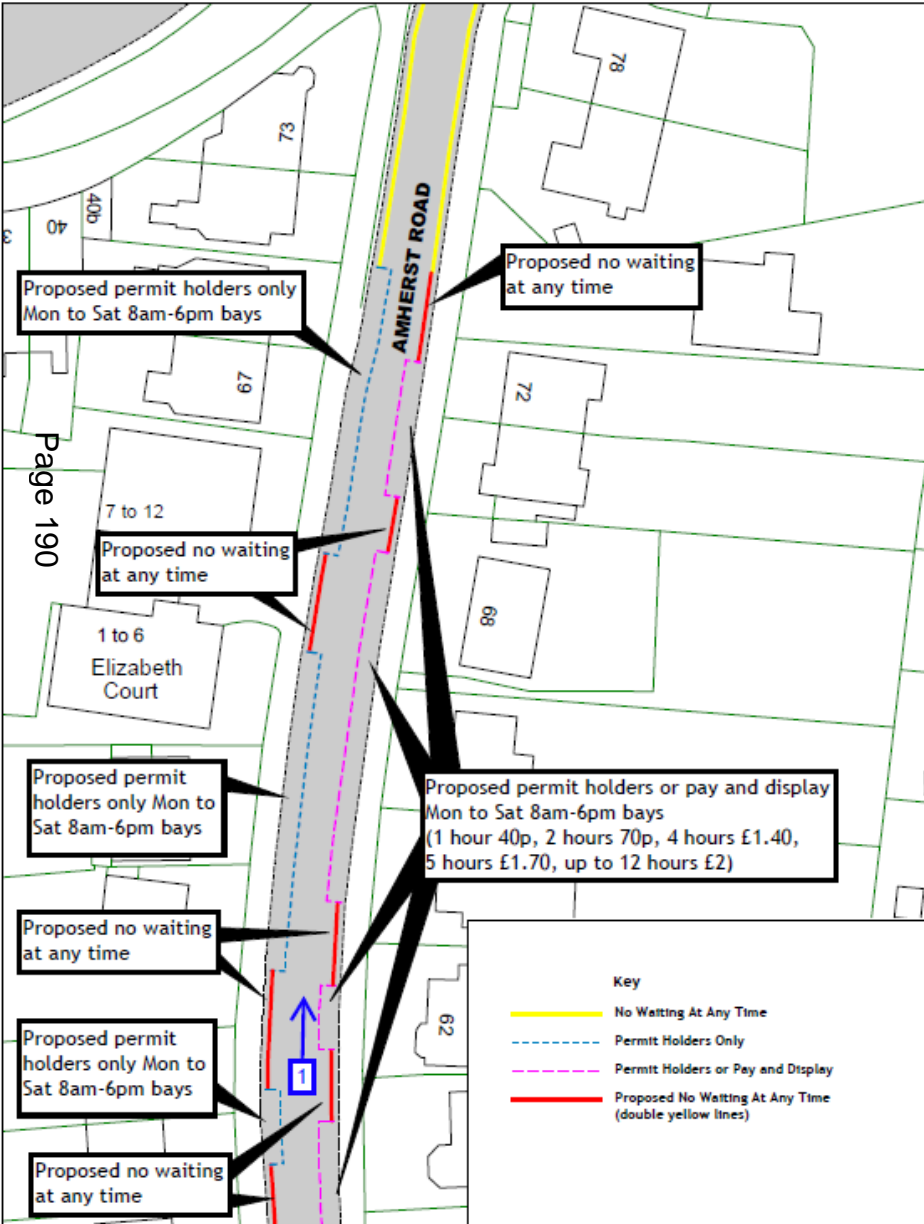 78
73
40b
40
3
AMHERST ROAD
Proposed no waiting
at any time
Proposed permit holders only
Mon to Sat 8am-6pm bays
67
72
Page 190
7 to 12
Proposed no waiting
at any time
68
1 to 6
Elizabeth
Court
Proposed permit
holders only Mon to
Sat 8am-6pm bays
Proposed permit holders or pay and display
Mon to Sat 8am-6pm bays
(1 hour 40p, 2 hours 70p, 4 hours £1.40,
5 hours £1.70, up to 12 hours £2)
Proposed no waiting
at any time
62
1
Proposed permit
holders only Mon to
Sat 8am-6pm bays
Proposed no waiting
at any time
Key
No Waiting At Any Time
Permit Holders Only
Permit Holders or Pay and Display
Proposed No Waiting At Any Time
(double yellow lines)